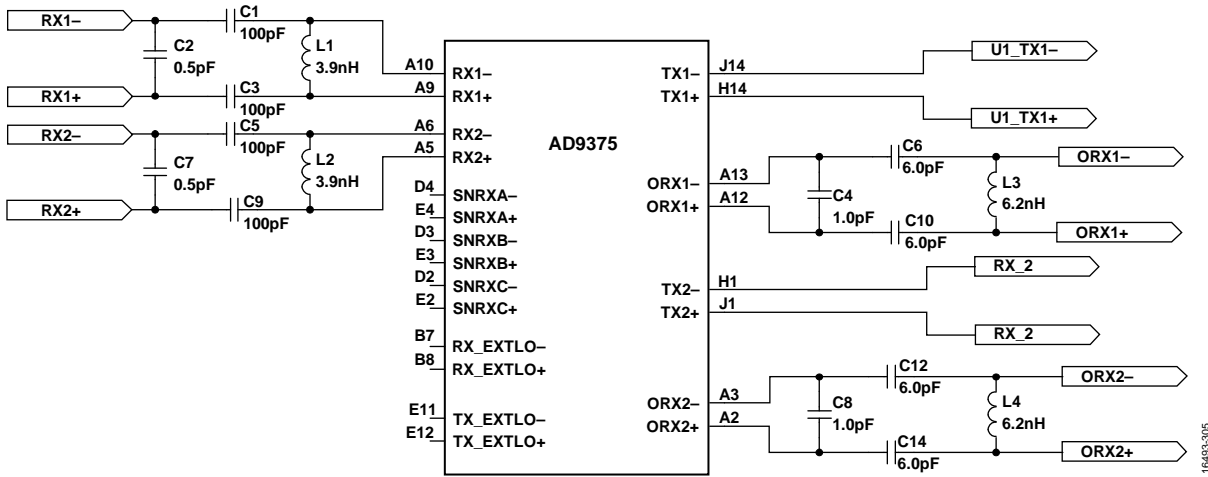 RX1–
C1
100pF
C2
0.5pF
L1
3.9nH
RX1+
C3
100pF
RX2–
C5
100pF
C7
0.5pF
L2
3.9nH
RX2+
C9
100pF
A10
RX1–
A9
RX1+
A6
RX2–
A5
RX2+
D4
SNRXA–
E4
SNRXA+
D3
SNRXB–
E3
SNRXB+
D2
SNRXC–
E2
SNRXC+
B7
RX_EXTLO–
B8
RX_EXTLO+
E11
TX_EXTLO–
E12
TX_EXTLO+
AD9375
TX1–
J14
TX1+
H14
ORX1–
A13
ORX1+
A12
TX2–
H1
TX2+
J1
ORX2–
A3
ORX2+
A2
U1_TX1–
U1_TX1+
C6
6.0pF
ORX1–
C4
1.0pF
L3
6.2nH
C10
6.0pF
ORX1+
RX_2
RX_2
C12
6.0pF
ORX2–
C8
1.0pF
L4
6.2nH
C14
6.0pF
ORX2+
16493-305